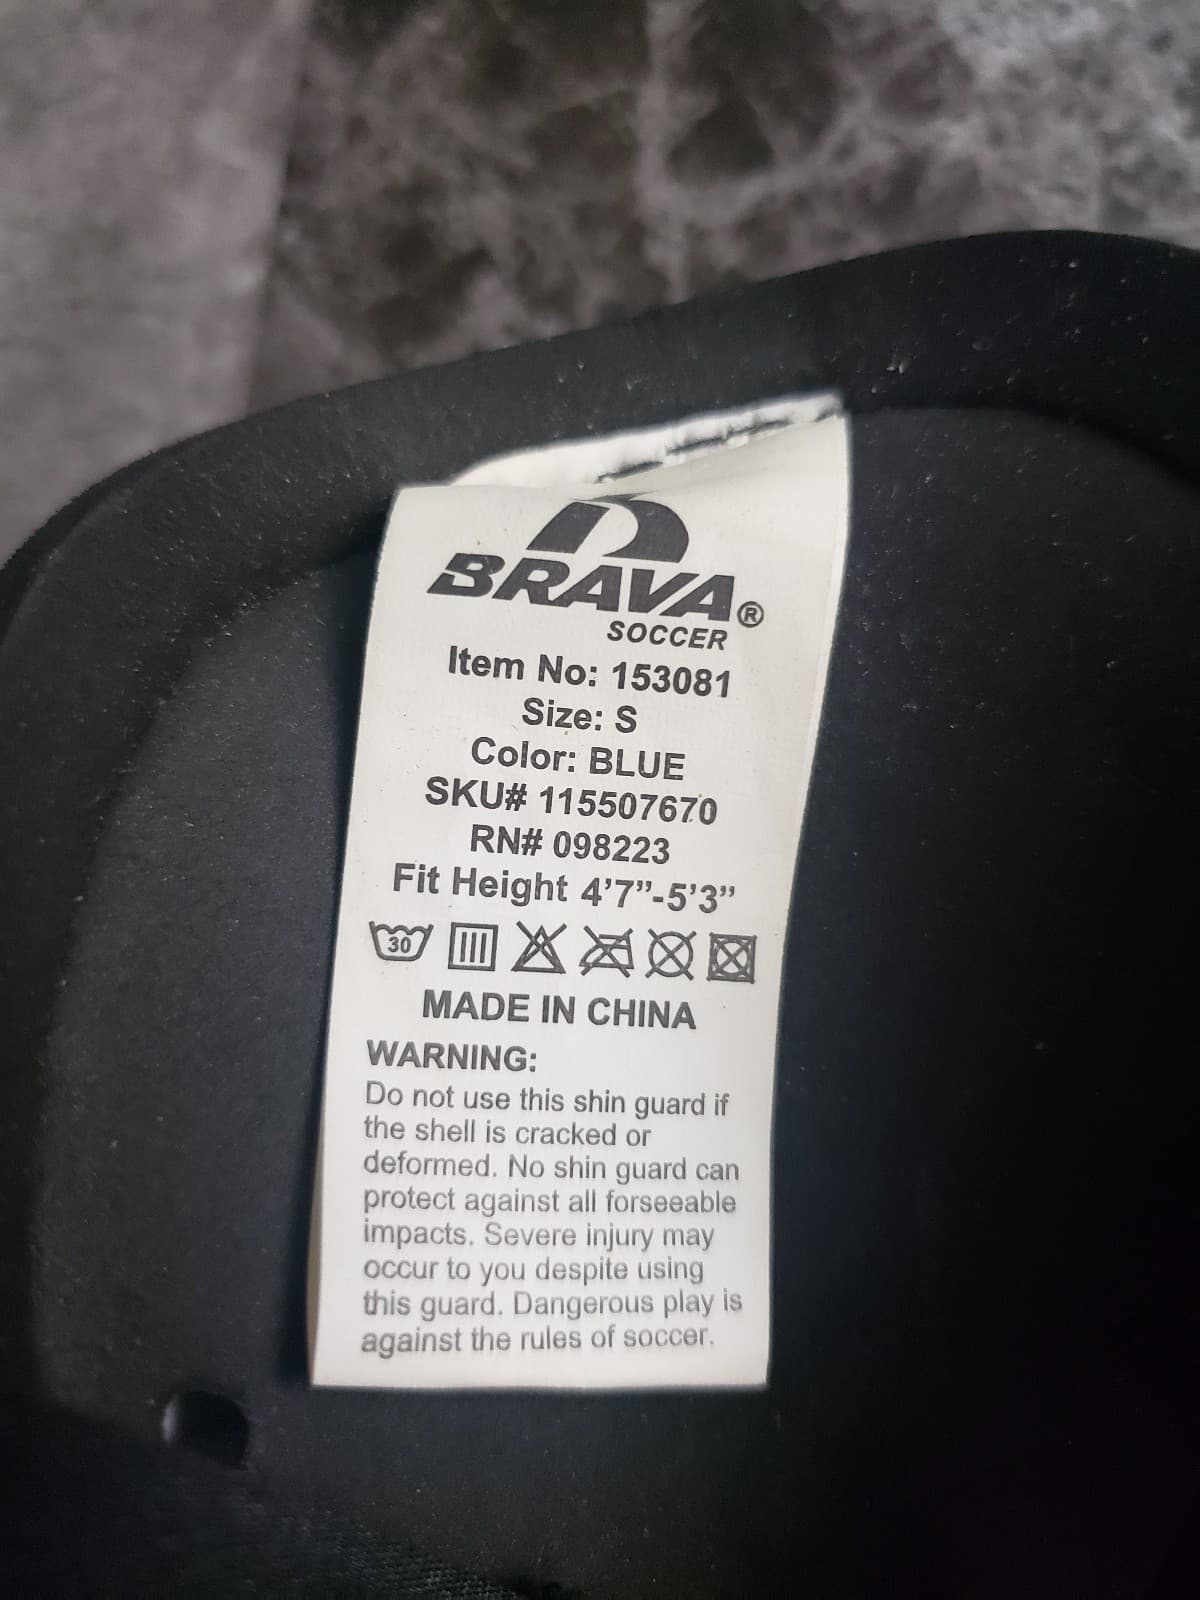 BRAVA®
SOCCER
Item No: 153081
Size: S
Color: BLUE
SKU# 115507670
RN# 098223
Fit Height 4’7”-5’3”
30
MADE IN CHINA
WARNING:
Do not use this shin guard if
the shell is cracked or
deformed. No shin guard can
protect against all forseeable
impacts. Severe injury may
occur to you despite using
this guard. Dangerous play is
against the rules of soccer.